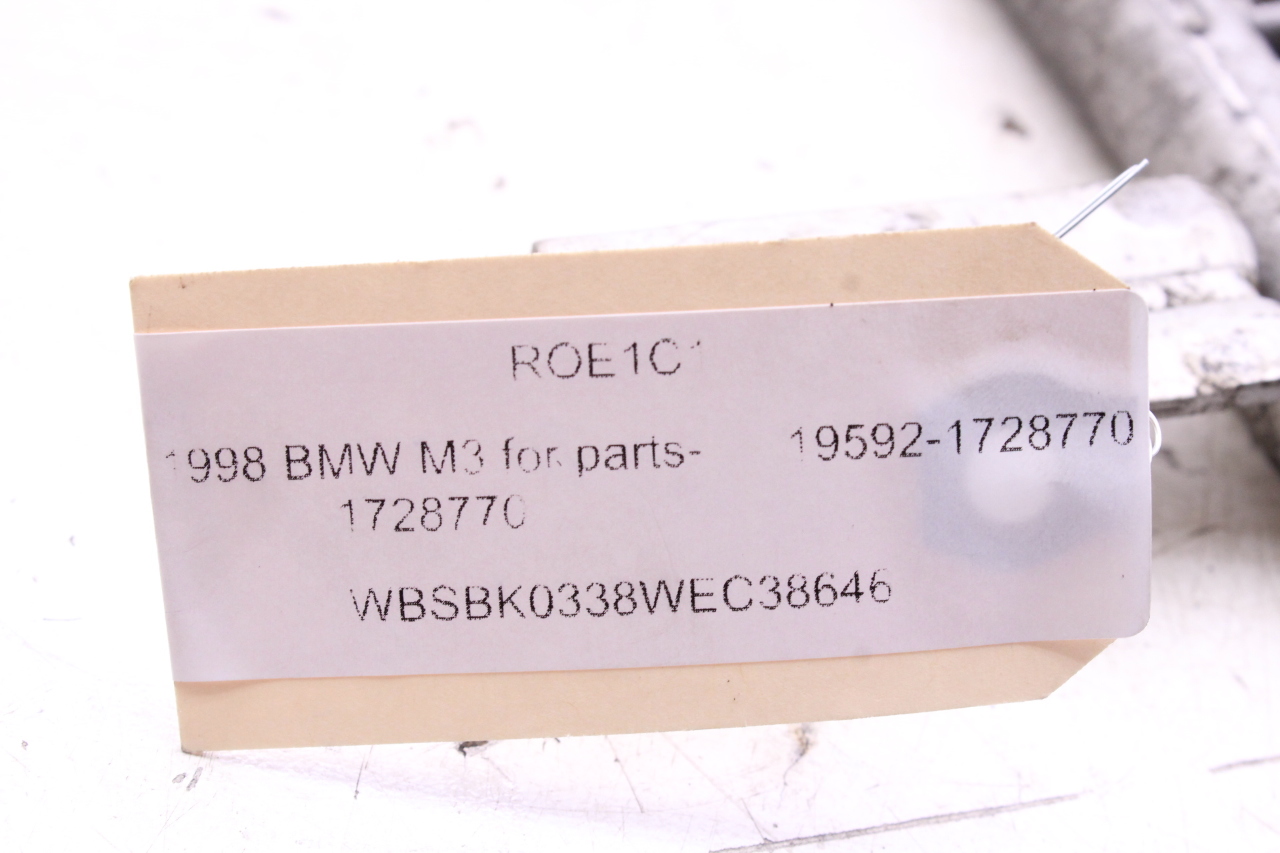 ROE1C1
1998 BMW M3 for parts-
1728770
19592-1728770
WBSBK0338WEC38646